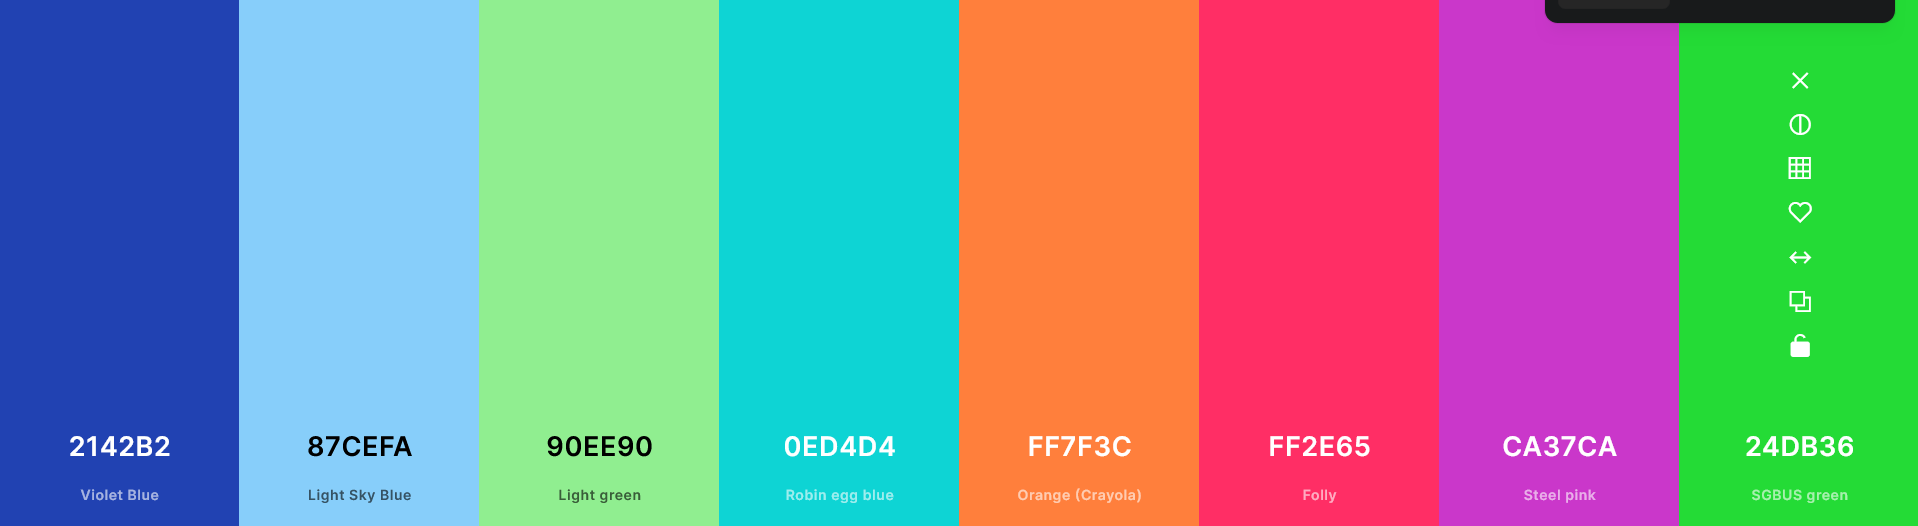 2142B2
Violet Blue
87CEFA
Light Sky Blue
90EE90
Light green
0ED4D4
Robin egg blue
FF7F3C
Orange (Crayola)
FF2E65
Folly
CA37CA
Steel pink
24DB36
SGBUS green